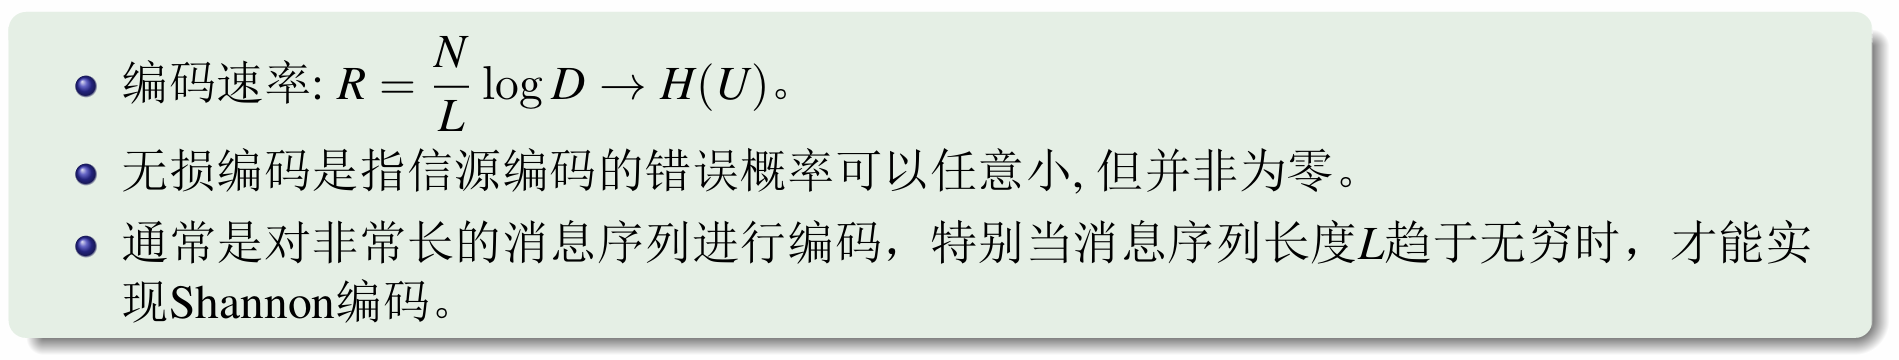 编码速率: R = N/L log D → H(U)。
无损编码是指信源编码的错误概率可以任意小, 但并非为零。
通常是对非常长的消息序列进行编码，特别当消息序列长度L趋于无穷时，才能实
现Shannon编码。